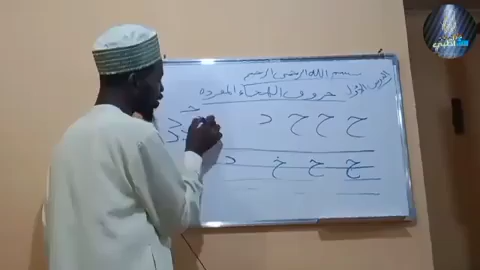 بسم الله الرحمن الرحيم
الدرس الأول
حروف الهجاء المفرده
ح ح ح د
ج ح خ د